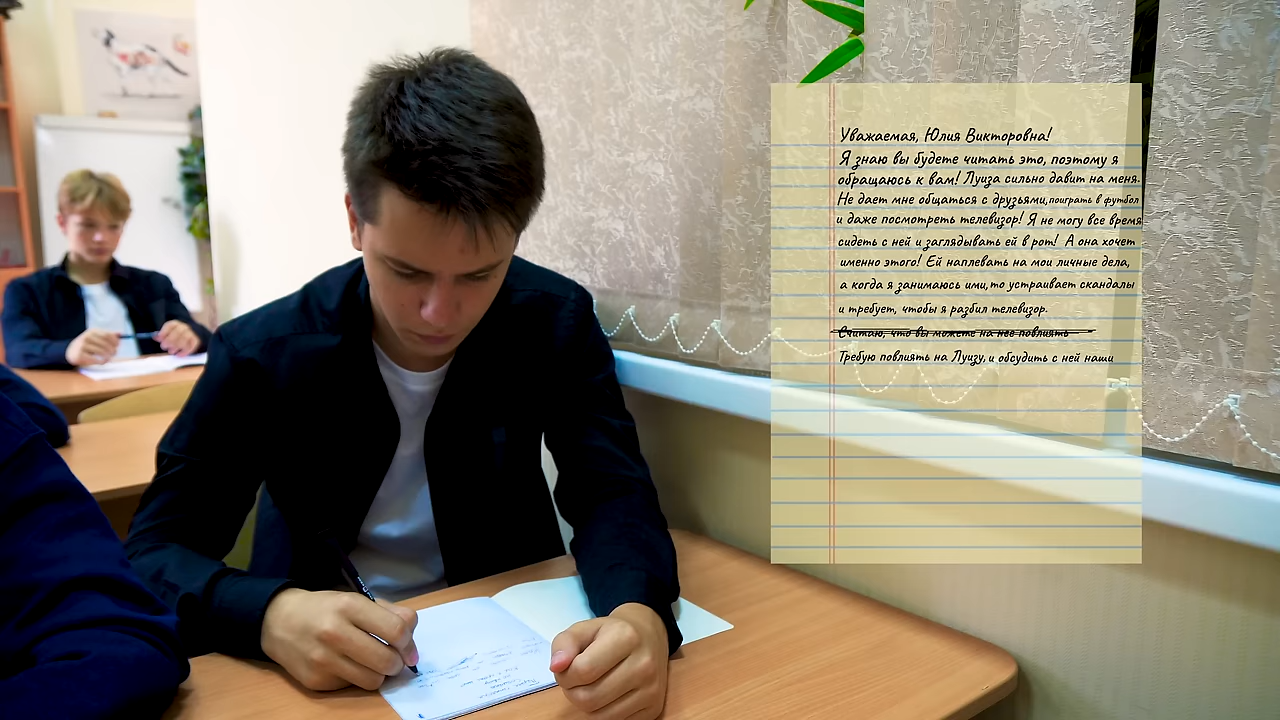 Уважаемая, Юлия Викторовна!
Я знаю вы будете читать это, поэтому я
обращаюсь к вам! Луиза сильно давит на меня.
Не дает мне общаться с друзьями, поиграть в футбол
и даже посмотреть телевизор! Я не могу все время
сидеть с ней и заглядывать ей в рот! А она хочет
именно этого! Ей наплевать на мои личные дела,
а когда я занимаюсь ими, то устраивает скандалы
и требует, чтобы я разбил телевизор.
Считаю, что вы можете на нее повлиять
Требую повлиять на Луизу, и обсудить с ней наши